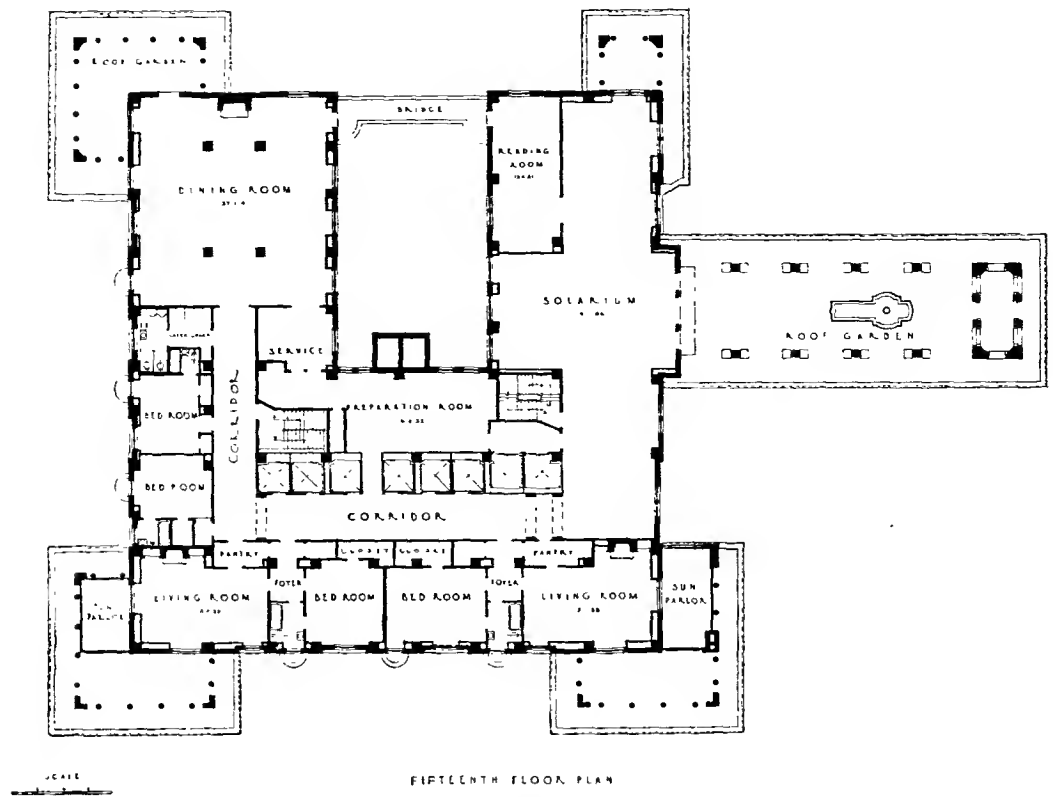 ROOF GARDEN
BRIDGE
READING
ROOM
DINING ROOM
SOLARIUM
ROOF GARDEN
SERVICE
CORRIDOR
BED ROOM
PREPARATION ROOM
BED ROOM
CORRIDOR
PANTRY
CLOSET
CLOSET
PANTRY
LIVING ROOM
FOYER
BED ROOM
BED ROOM
FOYER
LIVING ROOM
SUN
PARLOR
SUN
PARLOR
SCALE
FIFTEENTH FLOOR PLAN